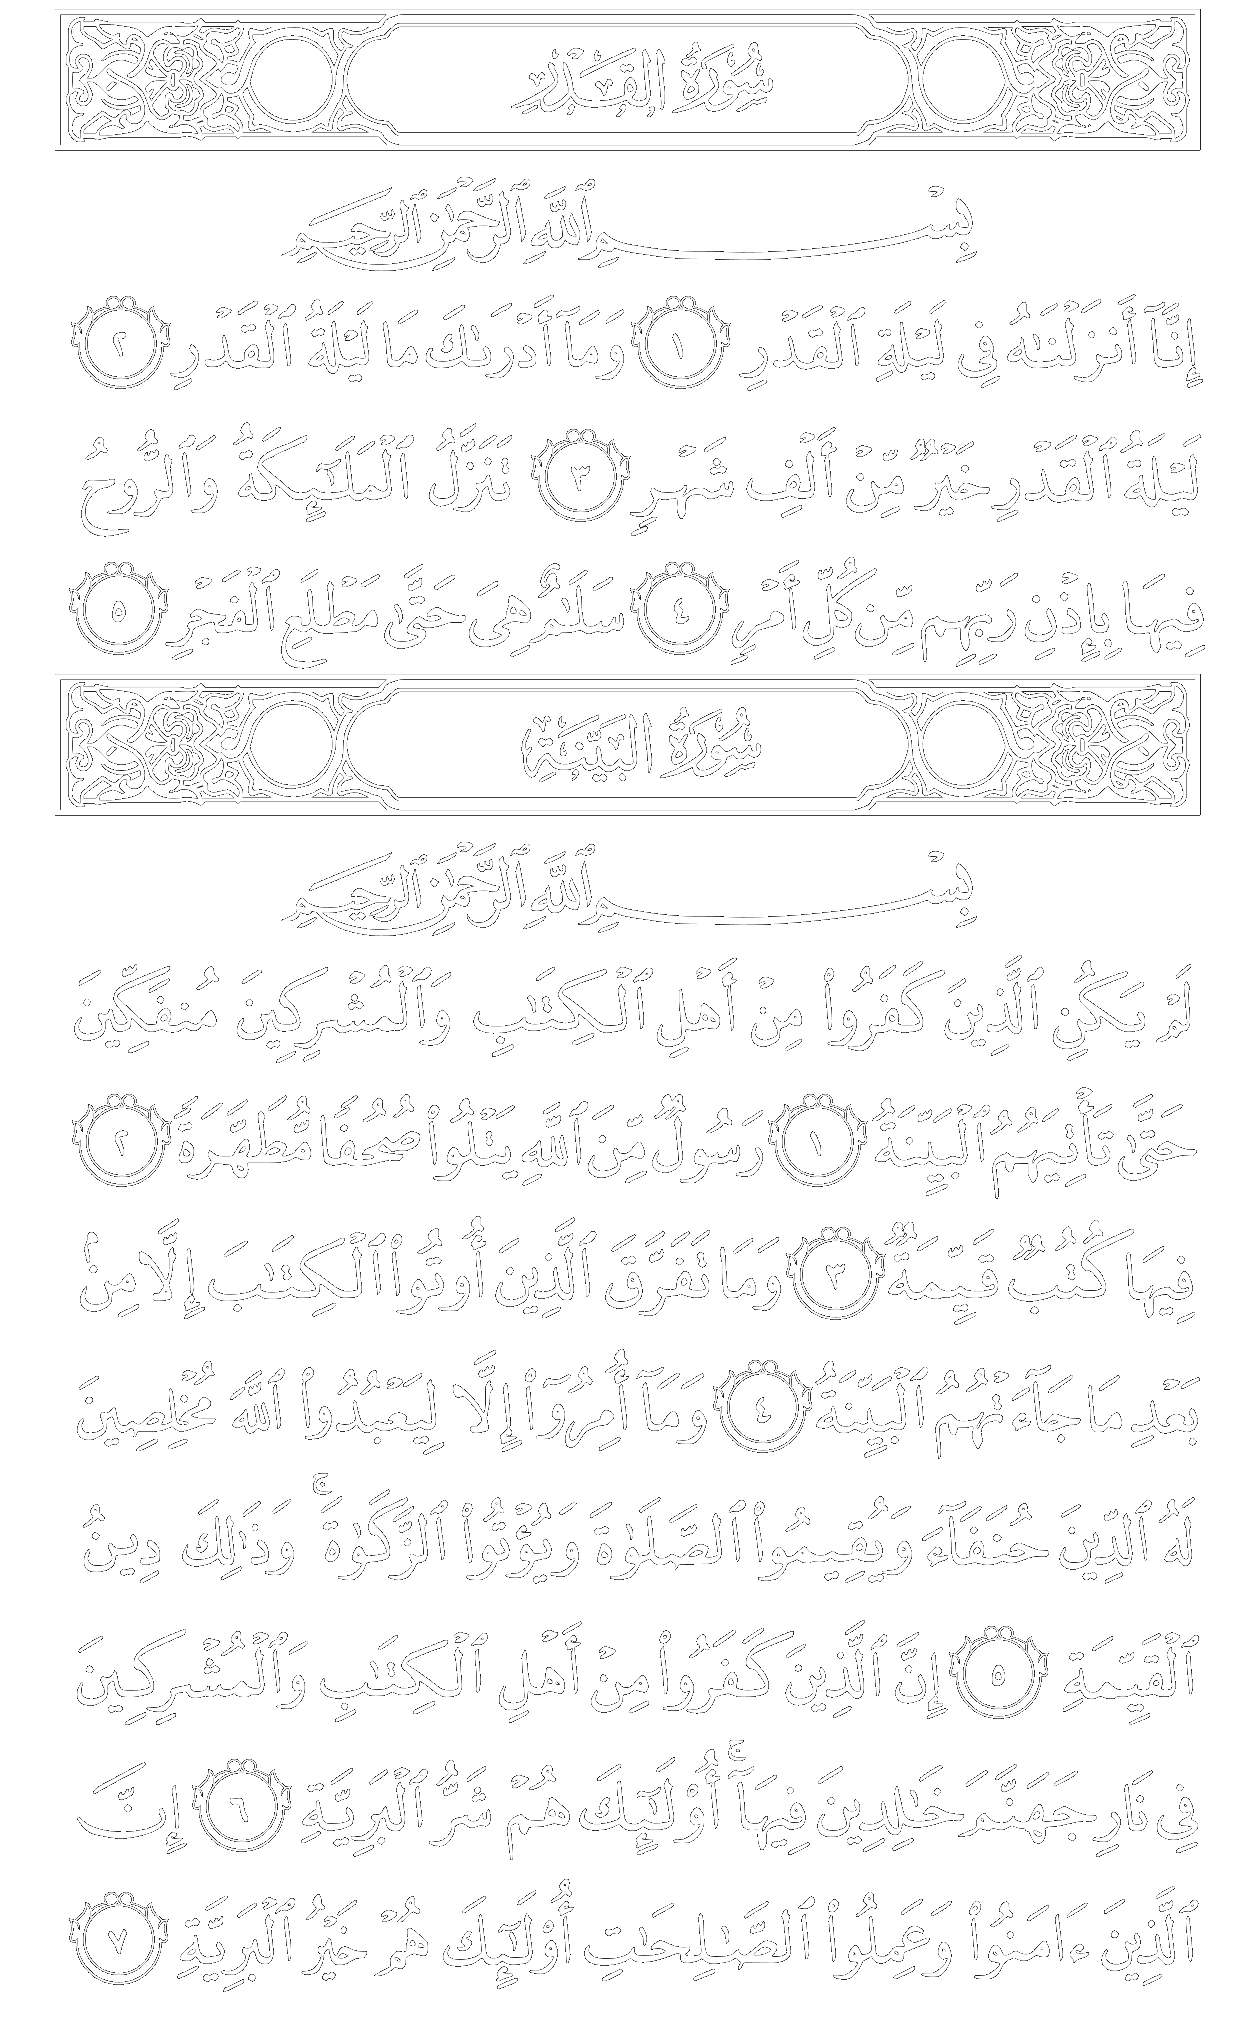 سُورَةُ الْقَدْرِ
بِسْمِ ٱللَّهِ ٱلرَّحْمَٰنِ ٱلرَّحِيمِ
إِنَّآ أَنزَلْنَٰهُ فِى لَيْلَةِ ٱلْقَدْرِ ١ وَمَآ أَدْرَىٰكَ مَا لَيْلَةُ ٱلْقَدْرِ ٢
لَيْلَةُ ٱلْقَدْرِ خَيْرٌ مِّنْ أَلْفِ شَهْرٍ ٣ تَنَزَّلُ ٱلْمَلَٰٓئِكَةُ وَٱلرُّوحُ
فِيهَا بِإِذْنِ رَبِّهِم مِّن كُلِّ أَمْرٍ ٤ سَلَٰمٌ هِىَ حَتَّىٰ مَطْلَعِ ٱلْفَجْرِ ٥
سُورَةُ الْبَيِّنَةِ
بِسْمِ ٱللَّهِ ٱلرَّحْمَٰنِ ٱلرَّحِيمِ
لَمْ يَكُنِ ٱلَّذِينَ كَفَرُوا۟ مِنْ أَهْلِ ٱلْكِتَٰبِ وَٱلْمُشْرِكِينَ مُنفَكِّينَ
حَتَّىٰ تَأْتِيَهُمُ ٱلْبَيِّنَةُ ١ رَسُولٌ مِّنَ ٱللَّهِ يَتْلُوا۟ صُحُفًا مُّطَهَّرَةً ٢
فِيهَا كُتُبٌ قَيِّمَةٌ ٣ وَمَا تَفَرَّقَ ٱلَّذِينَ أُوتُوا۟ ٱلْكِتَٰبَ إِلَّا مِنۢ
بَعْدِ مَا جَآءَتْهُمُ ٱلْبَيِّنَةُ ٤ وَمَآ أُمِرُوٓا۟ إِلَّا لِيَعْبُدُوا۟ ٱللَّهَ مُخْلِصِينَ
لَهُ ٱلدِّينَ حُنَفَآءَ وَيُقِيمُوا۟ ٱلصَّلَوٰةَ وَيُؤْتُوا۟ ٱلزَّكَوٰةَ ۚ وَذَٰلِكَ دِينُ
ٱلْقَيِّمَةِ ٥ إِنَّ ٱلَّذِينَ كَفَرُوا۟ مِنْ أَهْلِ ٱلْكِتَٰبِ وَٱلْمُشْرِكِينَ
فِى نَارِ جَهَنَّمَ خَٰلِدِينَ فِيهَآ ۚ أُو۟لَٰٓئِكَ هُمْ شَرُّ ٱلْبَرِيَّةِ ٦ إِنَّ
ٱلَّذِينَ ءَامَنُوا۟ وَعَمِلُوا۟ ٱلصَّٰلِحَٰتِ أُو۟لَٰٓئِكَ هُمْ خَيْرُ ٱلْبَرِيَّةِ ٧